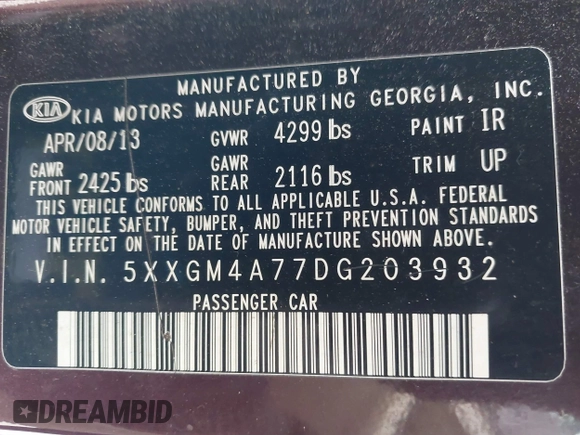 MANUFACTURED BY
KIA KIA MOTORS MANUFACTURING GEORGIA, INC.
APR/08/13 GVWR 4299 lbs PAINT IR
GAWR FRONT 2425 lbs GAWR REAR 2116 lbs TRIM UP
THIS VEHICLE CONFORMS TO ALL APPLICABLE U.S.A. FEDERAL
MOTOR VEHICLE SAFETY, BUMPER, AND THEFT PREVENTION STANDARDS
IN EFFECT ON THE DATE OF MANUFACTURE SHOWN ABOVE.
V.I.N. 5XXGM4A77DG203932
PASSENGER CAR
DREAMBID